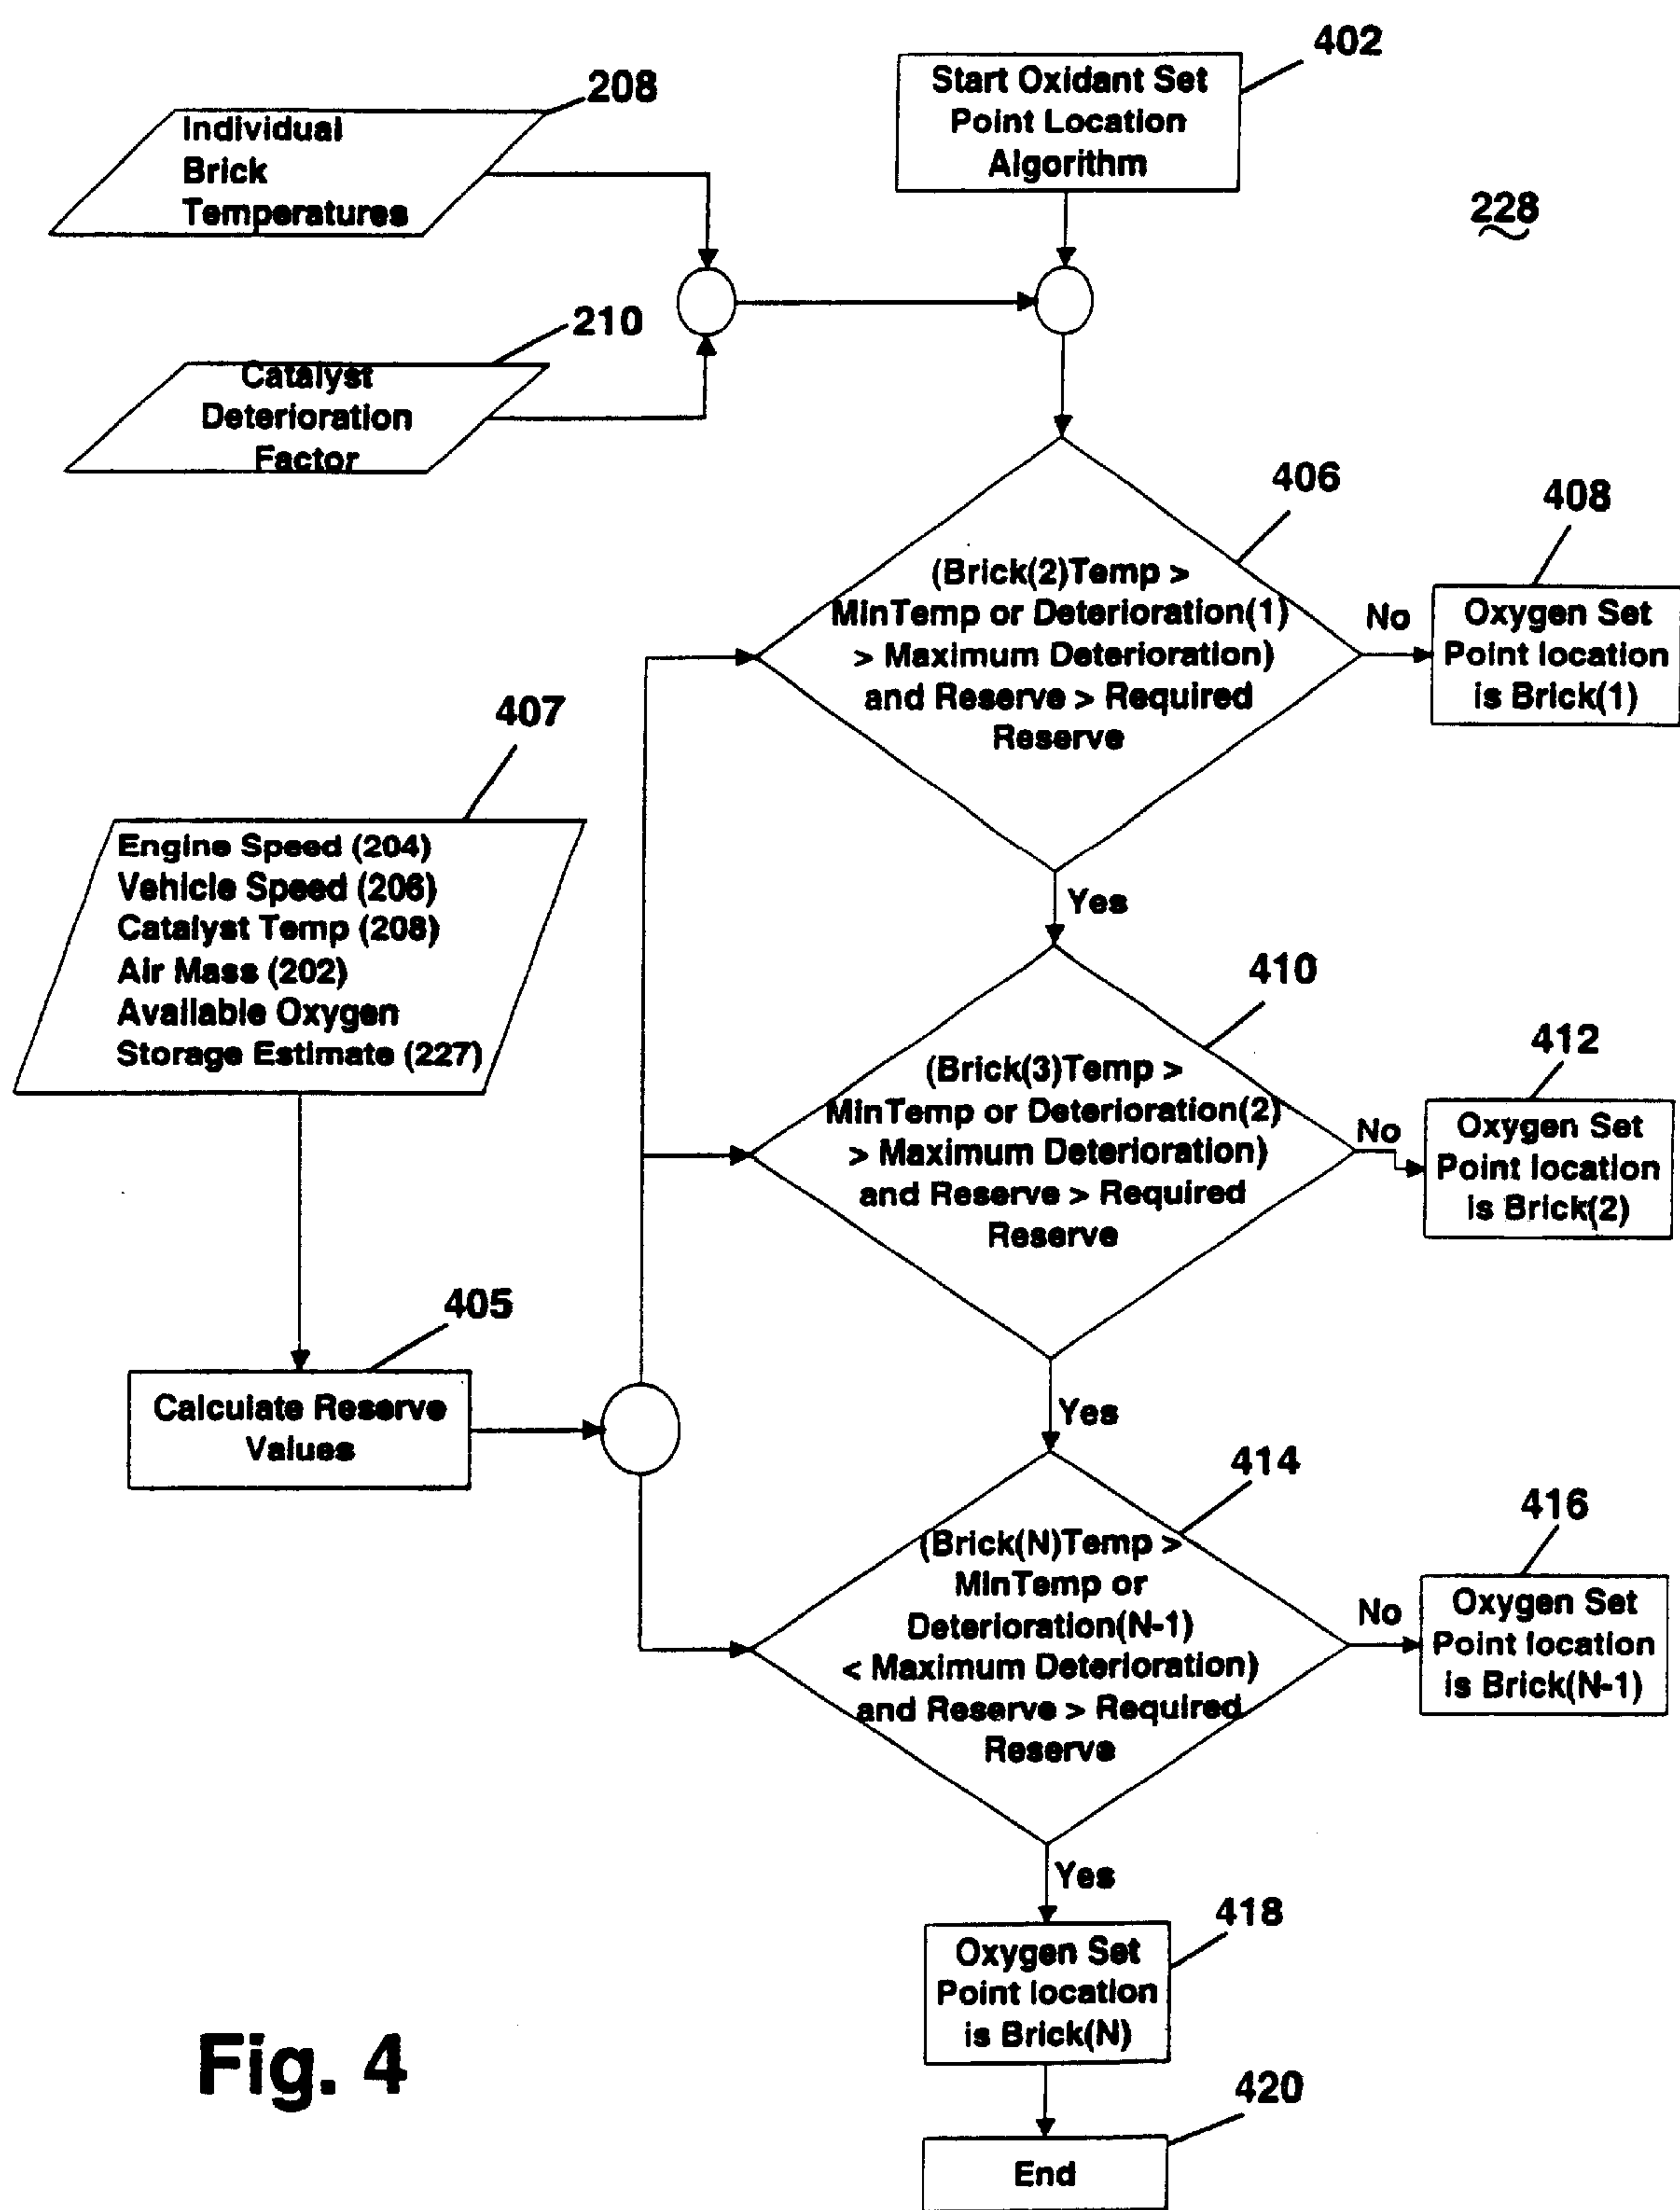 402
Start Oxidant Set
Point Location
Algorithm
208
Individual
Brick
Temperatures
228
210
Catalyst
Deterioration
Factor
406
(Brick(2)Temp >
MinTemp or Deterioration(1)
> Maximum Deterioration)
and Reserve > Required
Reserve
No
408
Oxygen Set
Point location
is Brick(1)
407
Engine Speed (204)
Vehicle Speed (206)
Catalyst Temp (208)
Air Mass (202)
Available Oxygen
Storage Estimate (227)
Yes
410
(Brick(3)Temp >
MinTemp or Deterioration(2)
> Maximum Deterioration)
and Reserve > Required
Reserve
No
412
Oxygen Set
Point location
is Brick(2)
405
Calculate Reserve
Values
Yes
414
(Brick(N)Temp >
MinTemp or
Deterioration(N-1)
< Maximum Deterioration)
and Reserve > Required
Reserve
No
416
Oxygen Set
Point location
is Brick(N-1)
Yes
418
Oxygen Set
Point location
is Brick(N)
420
End
Fig. 4